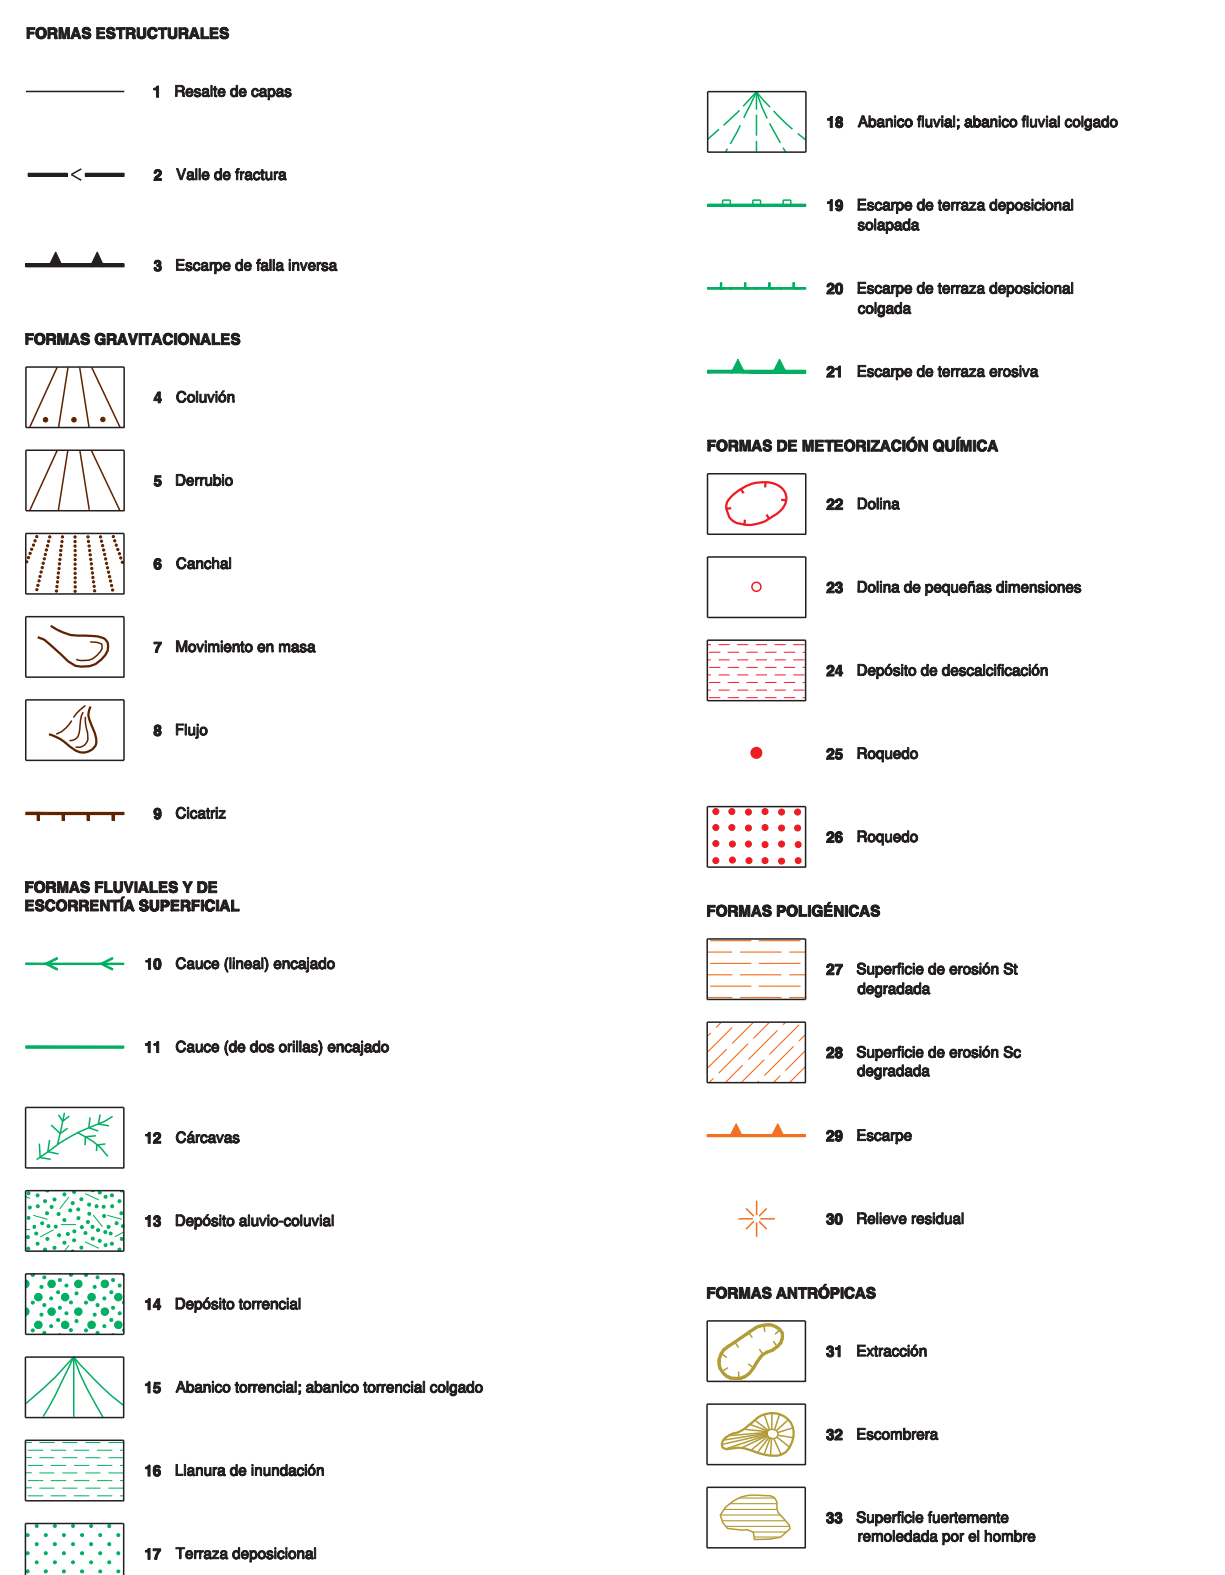 FORMAS ESTRUCTURALES
1 Resalte de capas
2 Valle de fractura
3 Escarpe de falla inversa
FORMAS GRAVITACIONALES
4 Coluvión
5 Derrubio
6 Canchal
7 Movimiento en masa
8 Flujo
9 Cicatriz
FORMAS FLUVIALES Y DE
ESCORRENTÍA SUPERFICIAL
10 Cauce (lineal) encajado
11 Cauce (de dos orillas) encajado
12 Cárcavas
13 Depósito aluvio-coluvial
14 Depósito torrencial
15 Abanico torrencial; abanico torrencial colgado
16 Llanura de inundación
17 Terraza deposicional
18 Abanico fluvial; abanico fluvial colgado
19 Escarpe de terraza deposicional
solapada
20 Escarpe de terraza deposicional
colgada
21 Escarpe de terraza erosiva
FORMAS DE METEORIZACIÓN QUÍMICA
22 Dolina
23 Dolina de pequeñas dimensiones
24 Depósito de descalcificación
25 Roquedo
26 Roquedo
FORMAS POLIGÉNICAS
27 Superficie de erosión St
degradada
28 Superficie de erosión Sc
degradada
29 Escarpe
30 Relieve residual
FORMAS ANTRÓPICAS
31 Extracción
32 Escombrera
33 Superficie fuertemente
remoledada por el hombre